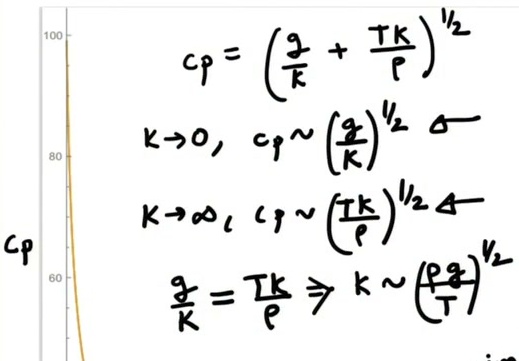 100
cp = (g/K + TK/ρ)^1/2
K→0, cp ~ (g/K)^1/2 ←
80
K→∞, cp ~ (TK/ρ)^1/2 ←
cp
60
g/K = TK/ρ ⇒ K ~ (ρg/T)^1/2